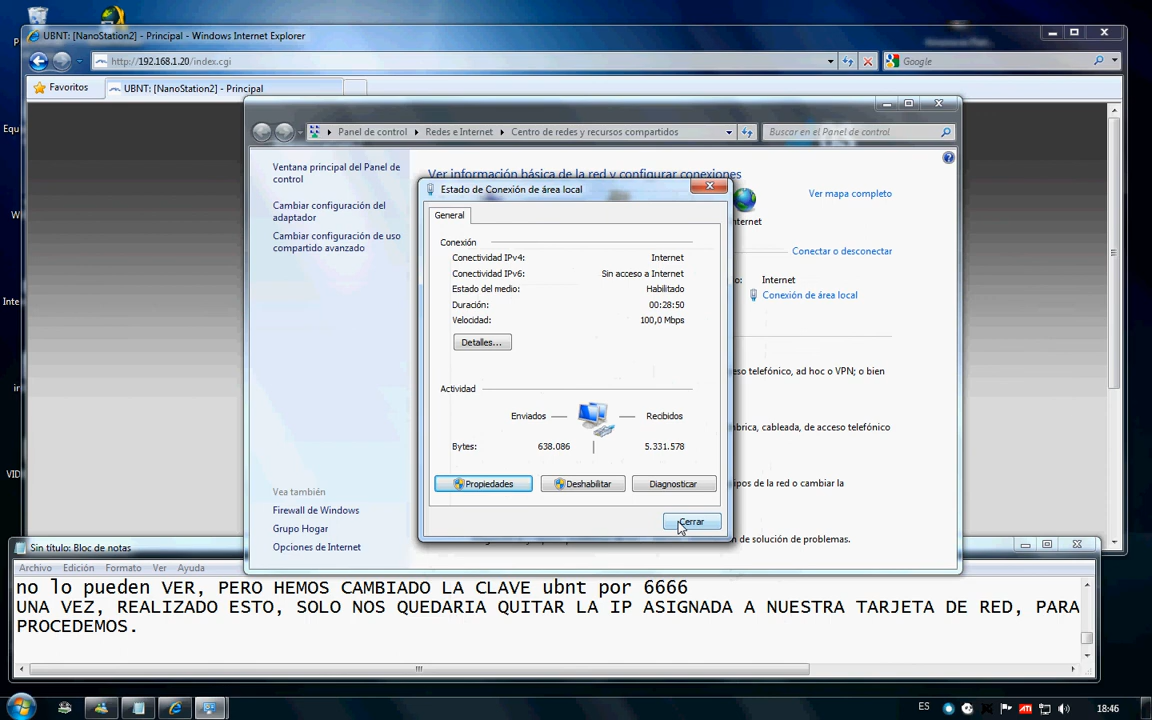 UBNT: [NanoStation2] - Principal - Windows Internet Explorer
http://192.168.1.20/index.cgi
Google
Favoritos
UBNT: [NanoStation2] - Principal
Panel de control
Redes e Internet
Centro de redes y recursos compartidos
Buscar en el Panel de control
Ventana principal del Panel de
control
Cambiar configuración del
adaptador
Cambiar configuración de uso
compartido avanzado
Ver información básica de la red y configurar conexiones
Ver mapa completo
Conectar o desconectar
Internet
Conexión de área local
Estado de Conexión de área local
General
Conexión
Conectividad IPv4: Internet
Conectividad IPv6: Sin acceso a Internet
Estado del medio: Habilitado
Duración: 00:28:50
Velocidad: 100,0 Mbps
Detalles...
Actividad
Enviados
Recibidos
Bytes: 638.086 5.331.578
Propiedades
Deshabilitar
Diagnosticar
Cerrar
so telefónico, ad hoc o VPN; o bien
brica, cableada, de acceso telefónico o
ipos de la red o cambiar la
ón de solución de problemas.
Vea también
Firewall de Windows
Grupo Hogar
Opciones de Internet
Sin título: Bloc de notas
Archivo Edición Formato Ver Ayuda
no lo pueden VER, PERO HEMOS CAMBIADO LA CLAVE ubnt por 6666
UNA VEZ, REALIZADO ESTO, SOLO NOS QUEDARIA QUITAR LA IP ASIGNADA A NUESTRA TARJETA DE RED, PARA
PROCEDEMOS.
ES
18:46